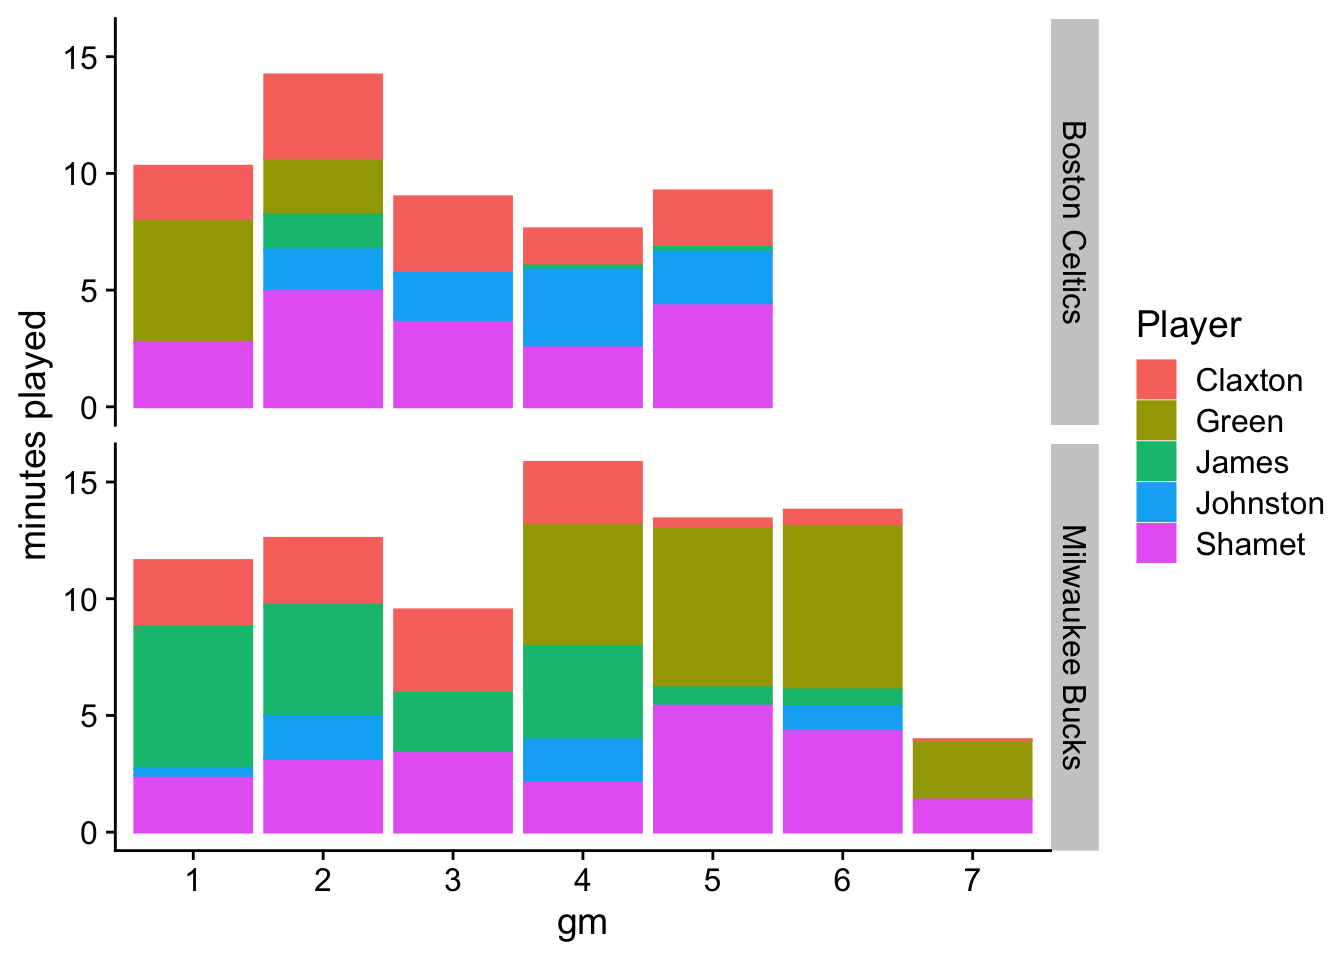 minutes played
15
10
5
0
Boston Celtics
15
10
5
0
Milwaukee Bucks
1 2 3 4 5 6 7
gm
Player
Claxton
Green
James
Johnston
Shamet